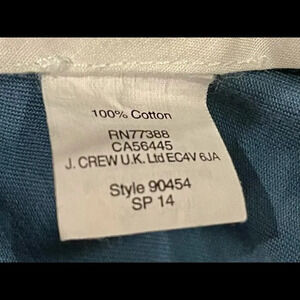 100% Cotton
RN77388
CA56445
J. CREW U.K. Ltd EC4V 6JA
Style 90454
SP 14